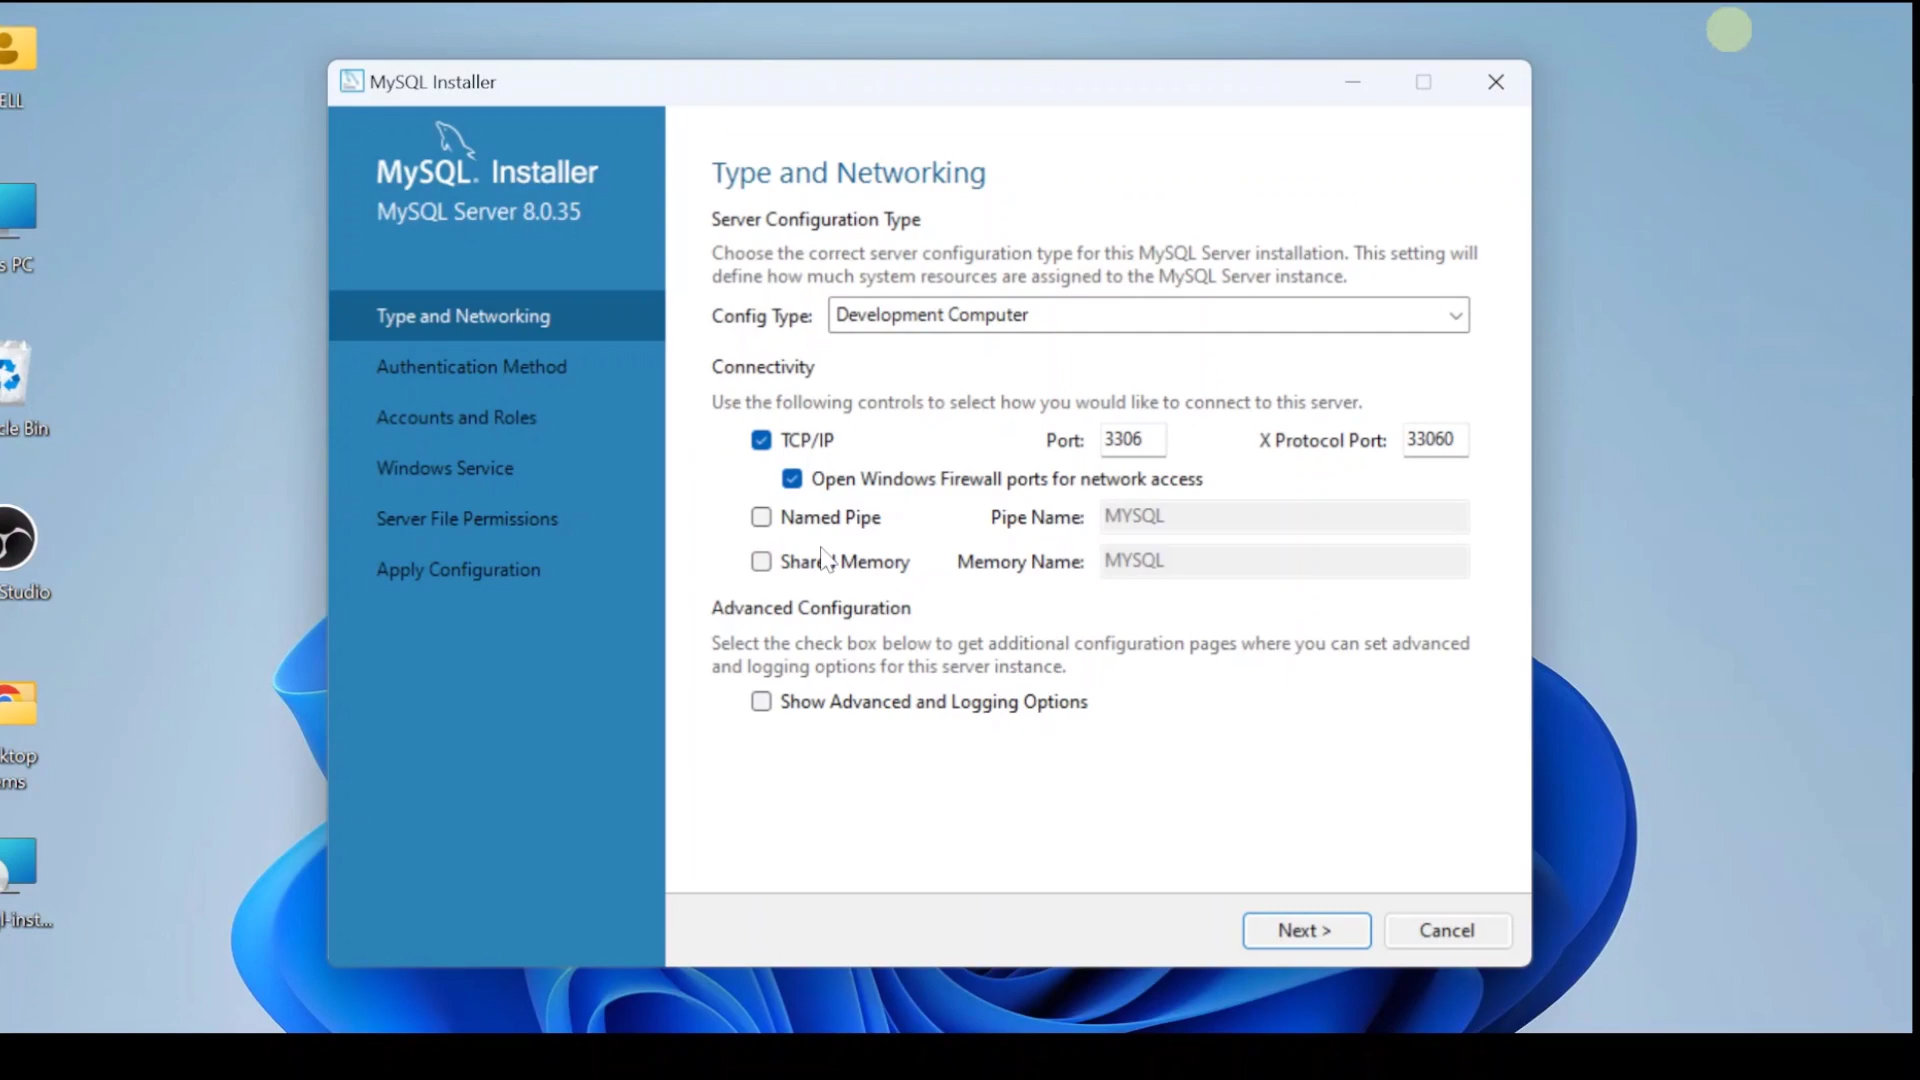 MySQL Installer
MySQL. Installer
MySQL Server 8.0.35
Type and Networking
Authentication Method
Accounts and Roles
Windows Service
Server File Permissions
Apply Configuration
Type and Networking
Server Configuration Type
Choose the correct server configuration type for this MySQL Server installation. This setting will
define how much system resources are assigned to the MySQL Server instance.
Config Type: Development Computer
Connectivity
Use the following controls to select how you would like to connect to this server.
TCP/IP Port: 3306 X Protocol Port: 33060
Open Windows Firewall ports for network access
Named Pipe Pipe Name: MYSQL
Shared Memory Memory Name: MYSQL
Advanced Configuration
Select the check box below to get additional configuration pages where you can set advanced
and logging options for this server instance.
Show Advanced and Logging Options
Next > Cancel
ELL
s PC
cle Bin
Studio
ktop
ms
l-inst...